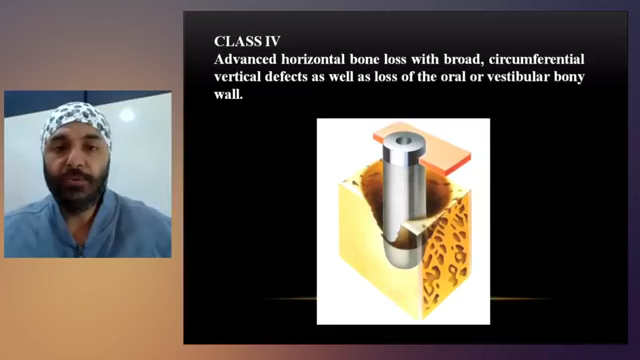 CLASS IV
Advanced horizontal bone loss with broad, circumferential
vertical defects as well as loss of the oral or vestibular bony
wall.